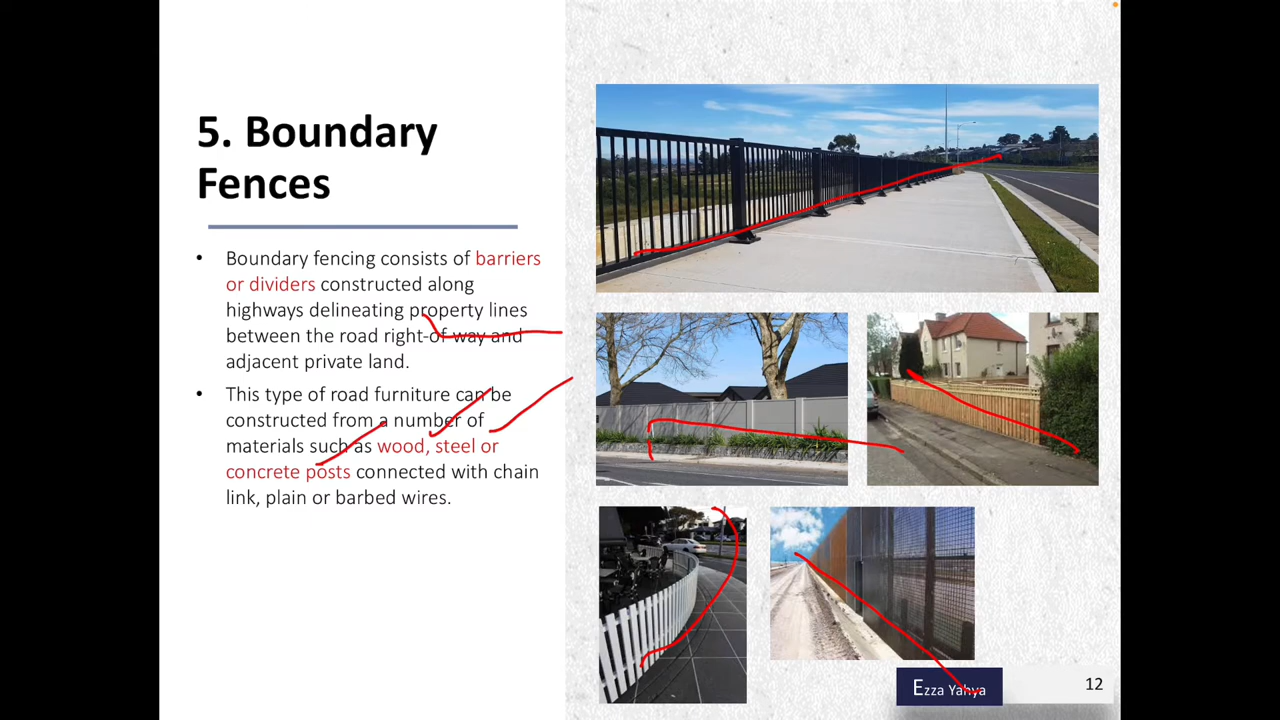 5. Boundary
Fences
• Boundary fencing consists of barriers
or dividers constructed along
highways delineating property lines
between the road right-of way and
adjacent private land.
• This type of road furniture can be
constructed from a number of
materials such as wood, steel or
concrete posts connected with chain
link, plain or barbed wires.
Ezza Yahya
12